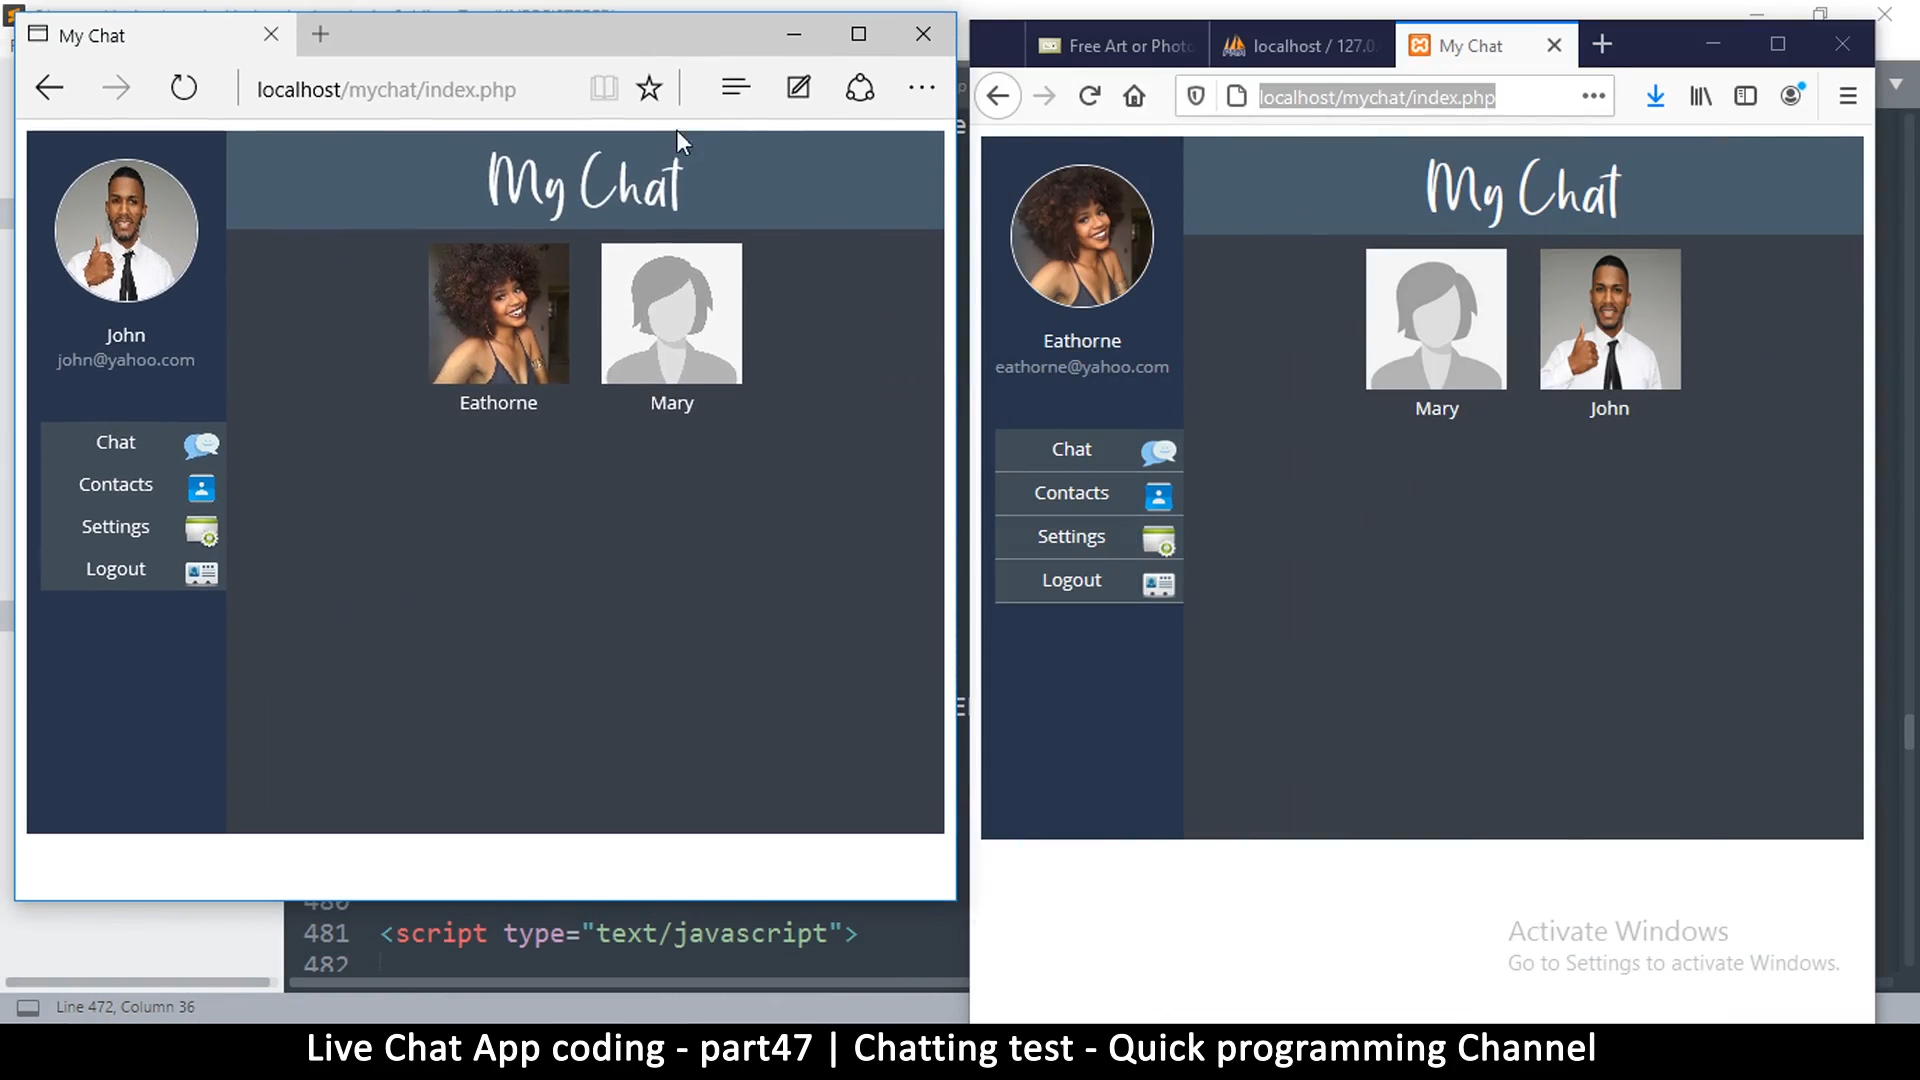 My Chat
localhost/mychat/index.php
My Chat
John
john@yahoo.com
Eathorne
Mary
Chat
Contacts
Settings
Logout
Free Art or Photo
localhost / 127.0.
My Chat
localhost/mychat/index.php
My Chat
Eathorne
eathorne@yahoo.com
Mary
John
Chat
Contacts
Settings
Logout
481 <script type="text/javascript">
482
Activate Windows
Go to Settings to activate Windows.
Line 472, Column 36
Live Chat App coding - part47 | Chatting test - Quick programming Channel